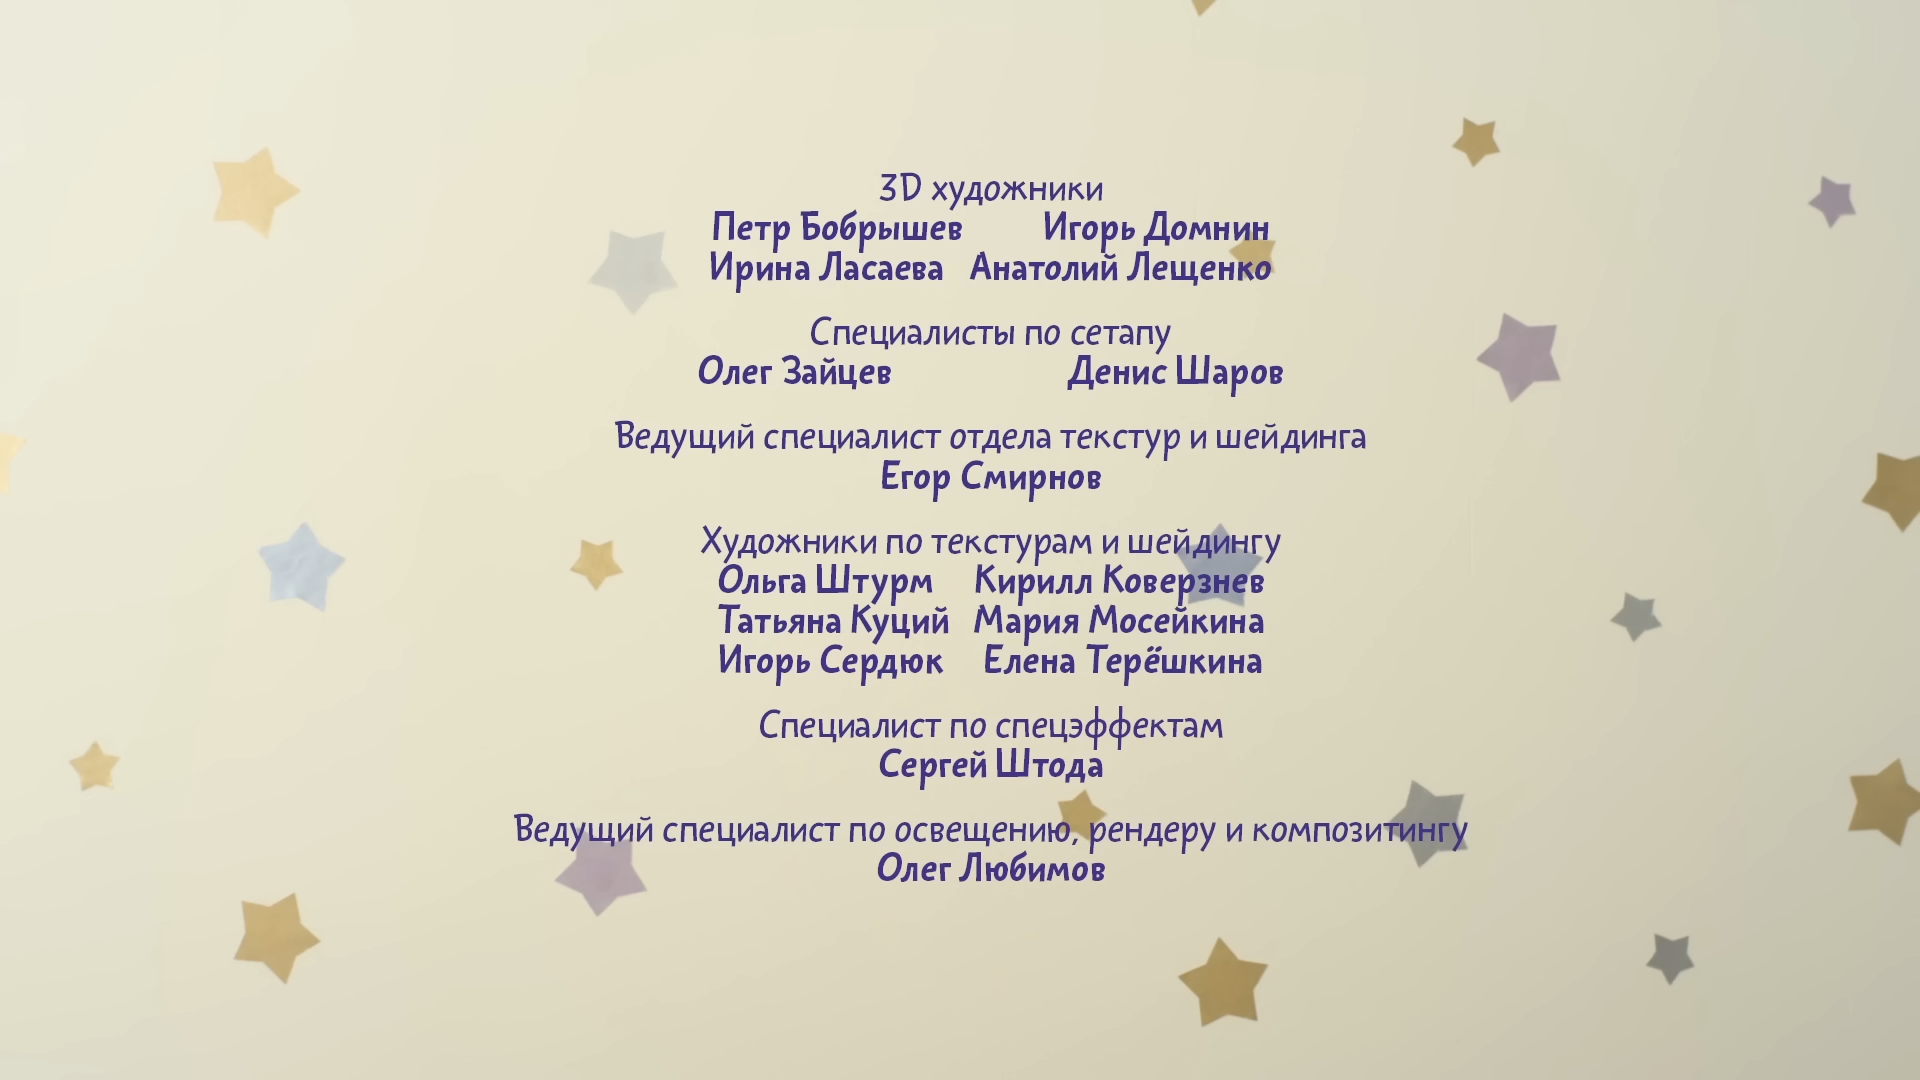 3D художники
Петр Бобрышев Игорь Домнин
Ирина Ласаева Анатолий Лещенко
Специалисты по сетапу
Олег Зайцев Денис Шаров
Ведущий специалист отдела текстур и шейдинга
Егор Смирнов
Художники по текстурам и шейдингу
Ольга Штурм Кирилл Коверзнев
Татьяна Куций Мария Мосейкина
Игорь Сердюк Елена Терёшкина
Специалист по спецэффектам
Сергей Штода
Ведущий специалист по освещению, рендеру и композитингу
Олег Любимов